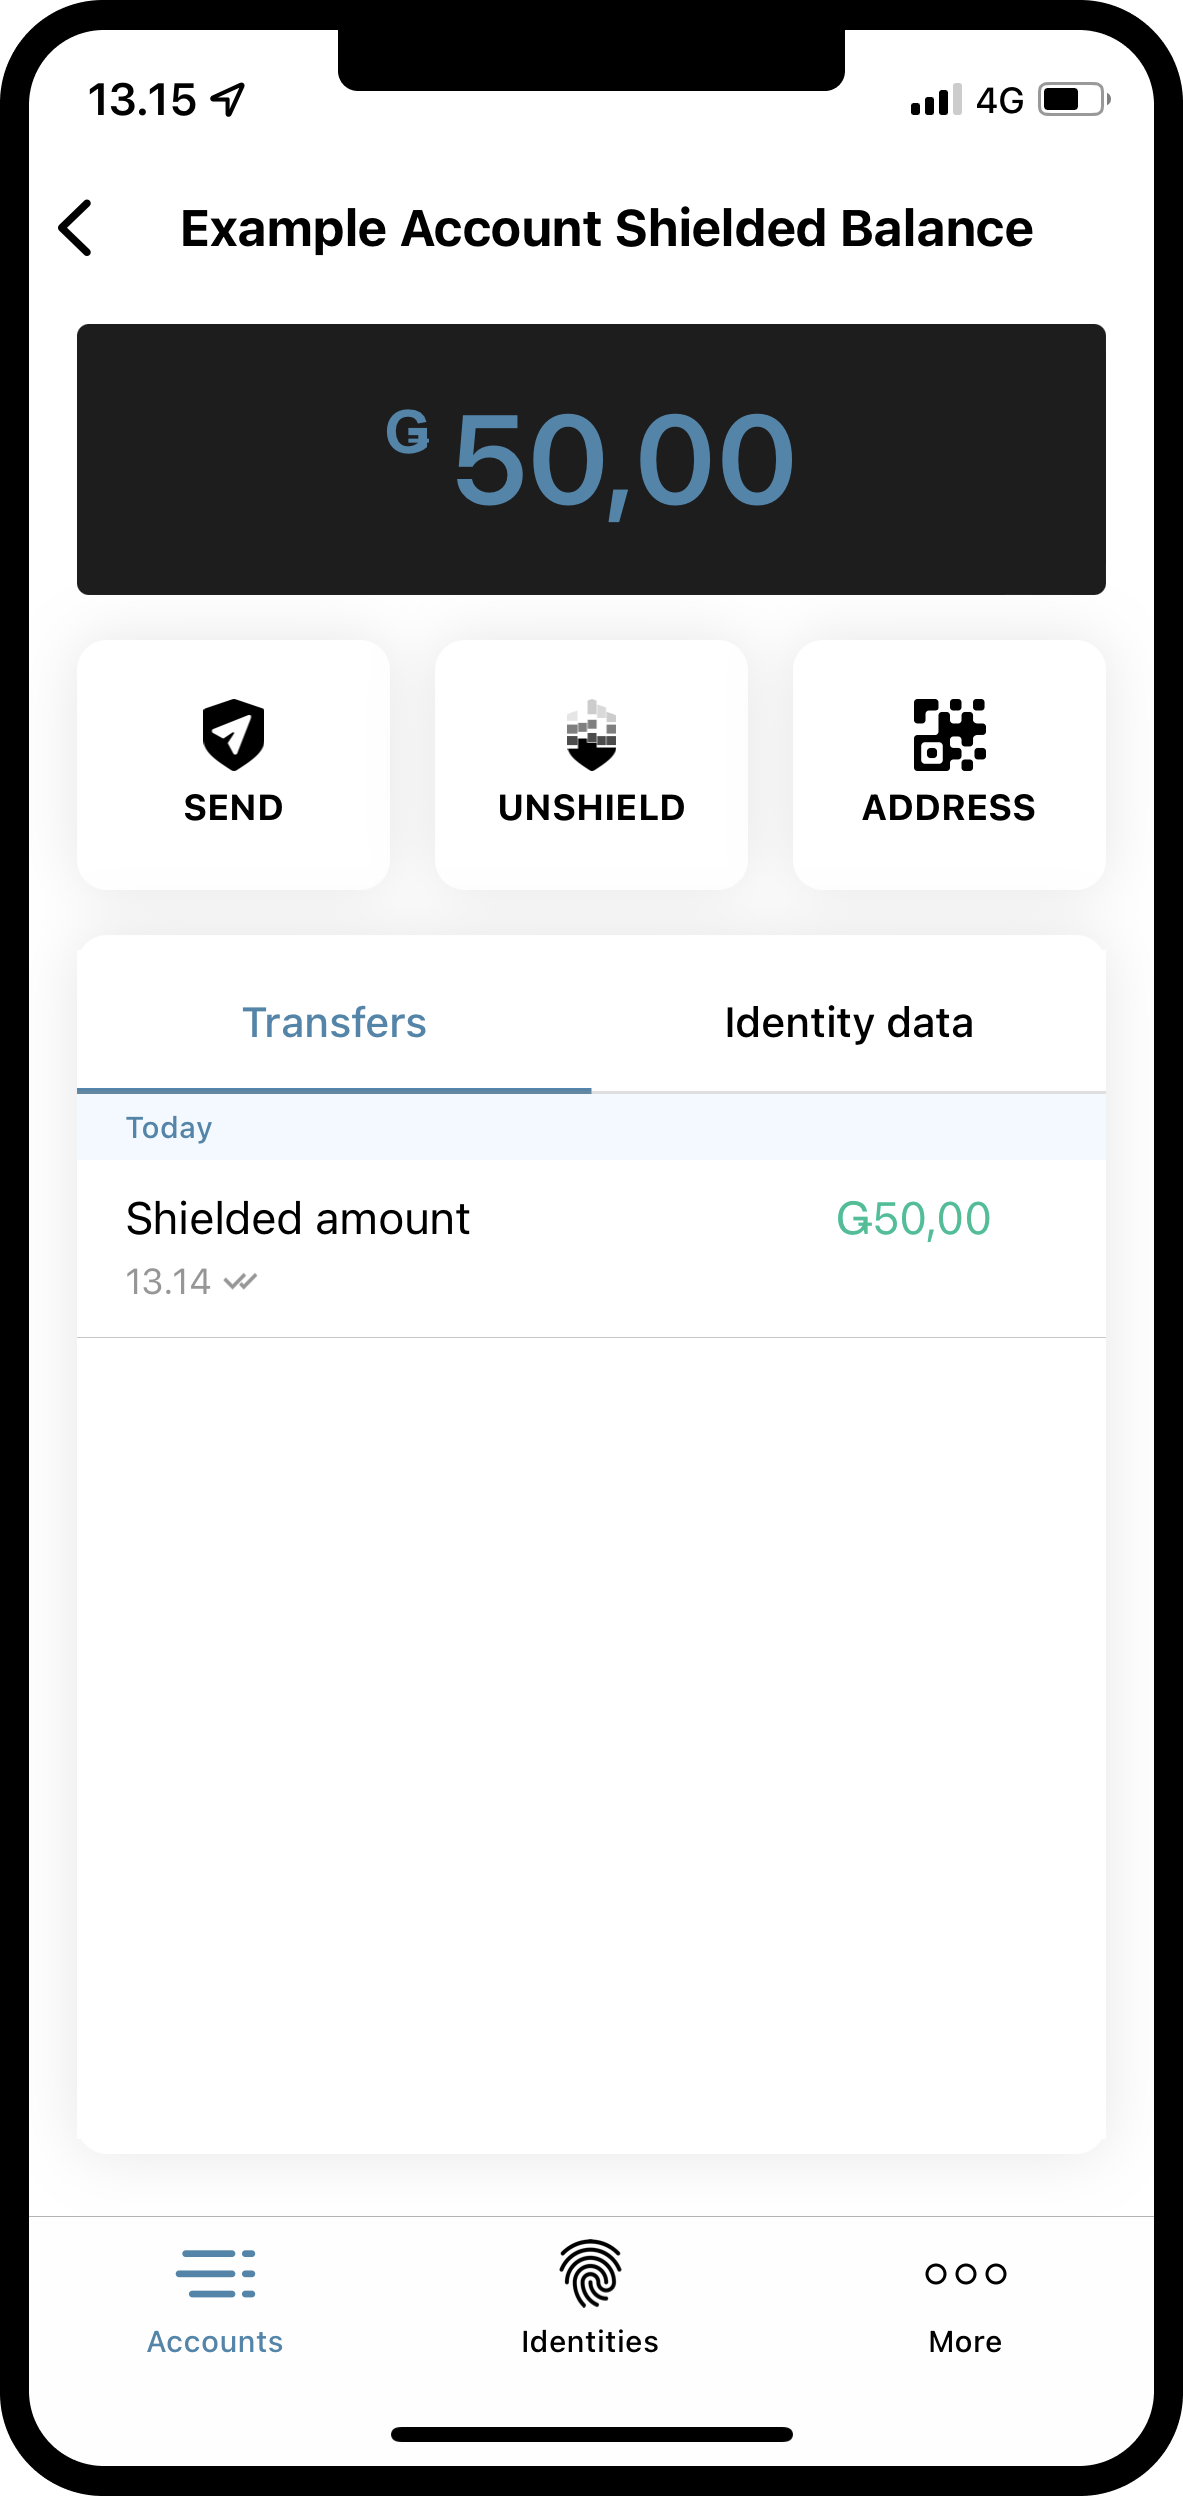 13.15 4G
Example Account Shielded Balance
Ǥ 50,00
SEND UNSHIELD ADDRESS
Transfers Identity data
Today
Shielded amount Ǥ50,00
13.14
Accounts Identities More